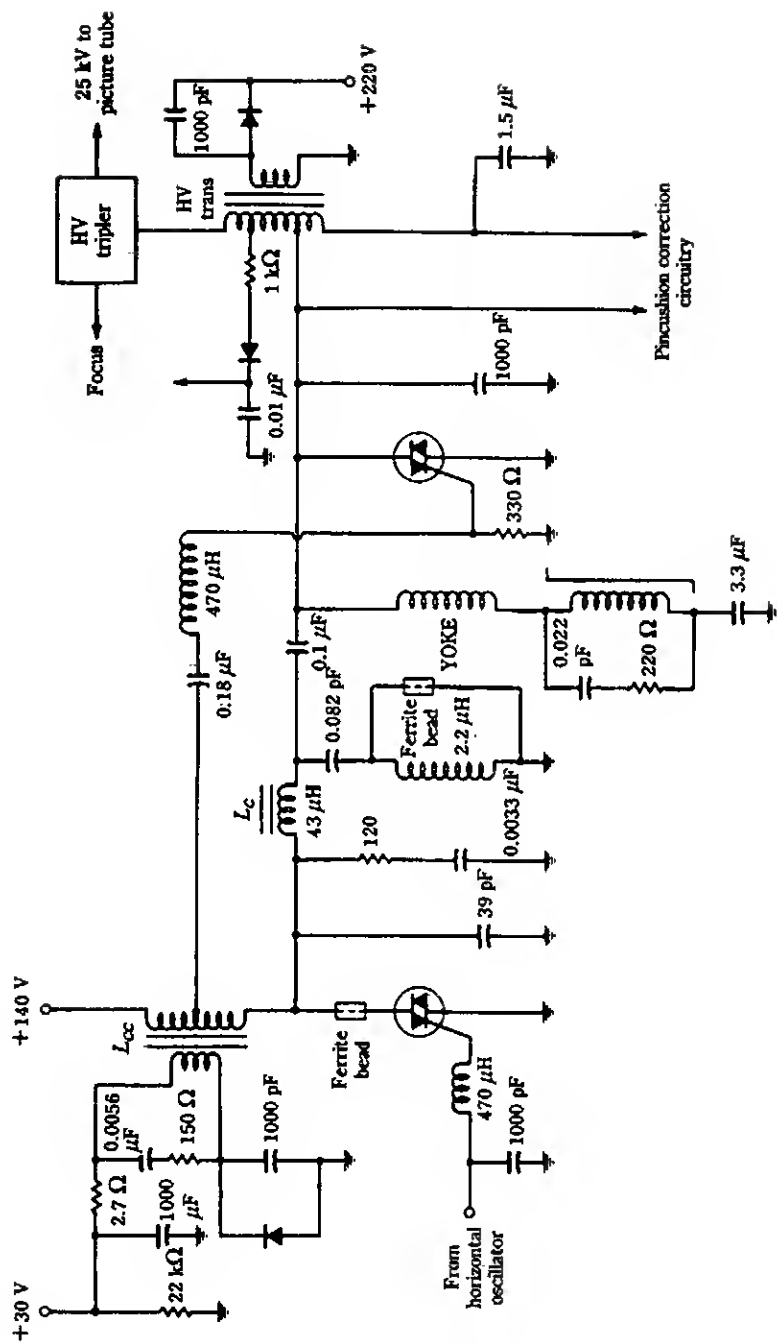 25 kV to
picture tube
HV
tripler
Focus
1000 pF
+220 V
HV
trans
1 kΩ
0.01 μF
1.5 μF
1000 pF
Pincushion correction
circuitry
470 μH
0.18 μF
330 Ω
0.1 μF
YOKE
0.022
pF
220 Ω
3.3 μF
0.082 pF
Ferrite
bead
2.2 μH
L_C
43 μH
120
0.0033 μF
39 pF
+140 V
L_CC
Ferrite
bead
470 μH
1000 pF
From
horizontal
oscillator
+30 V
2.7 Ω
0.0056
μF
150 Ω
1000 pF
1000
μF
22 kΩ